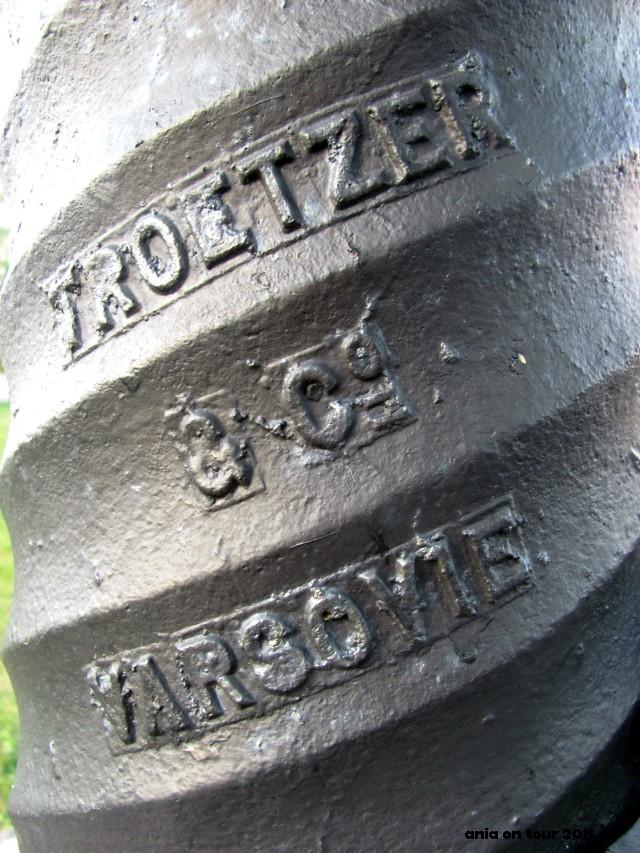 TROETZER
& Cº
VARSOVIE
ania on tour 2011